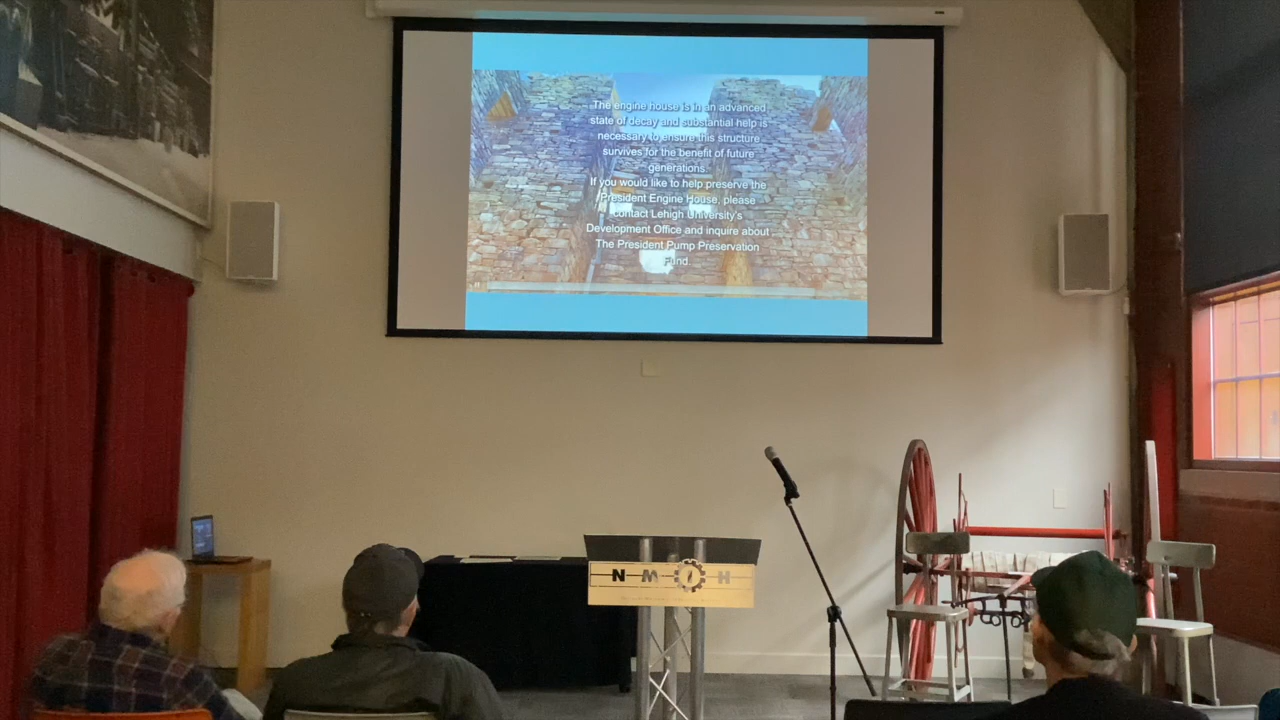 The engine house is in an advanced
state of decay and substantial help is
necessary to ensure this structure
survives for the benefit of future
generations.
If you would like to help preserve the
President Engine House, please
contact Lehigh University's
Development Office and inquire about
The President Pump Preservation
Fund.
NMIH